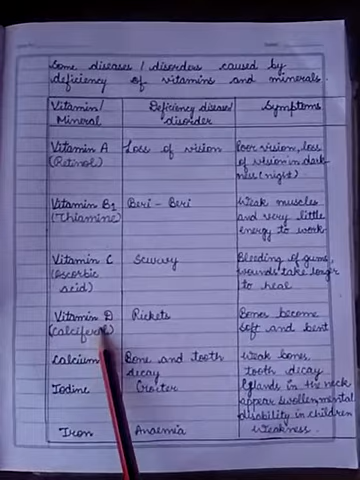 Some diseases / disorders caused by
deficiency of vitamins and minerals.
Vitamin/ Deficiency disease/ Symptoms
Mineral disorder
Vitamin A Loss of vision Poor vision, loss
(Retinol) of vision in dark-
ness (night)
Vitamin B1 Beri - Beri Weak muscles
(Thiamine) and very little
energy to work
Vitamin C Scurvy Bleeding of gums,
(Ascorbic wounds take longer
acid) to heal
Vitamin D Rickets Bones become
(Calciferol) soft and bent
Calcium Bone and tooth Weak bones,
decay tooth decay
Iodine Glands in the neck
appear swollen, mental
disability in children
Iron Anaemia Weakness.